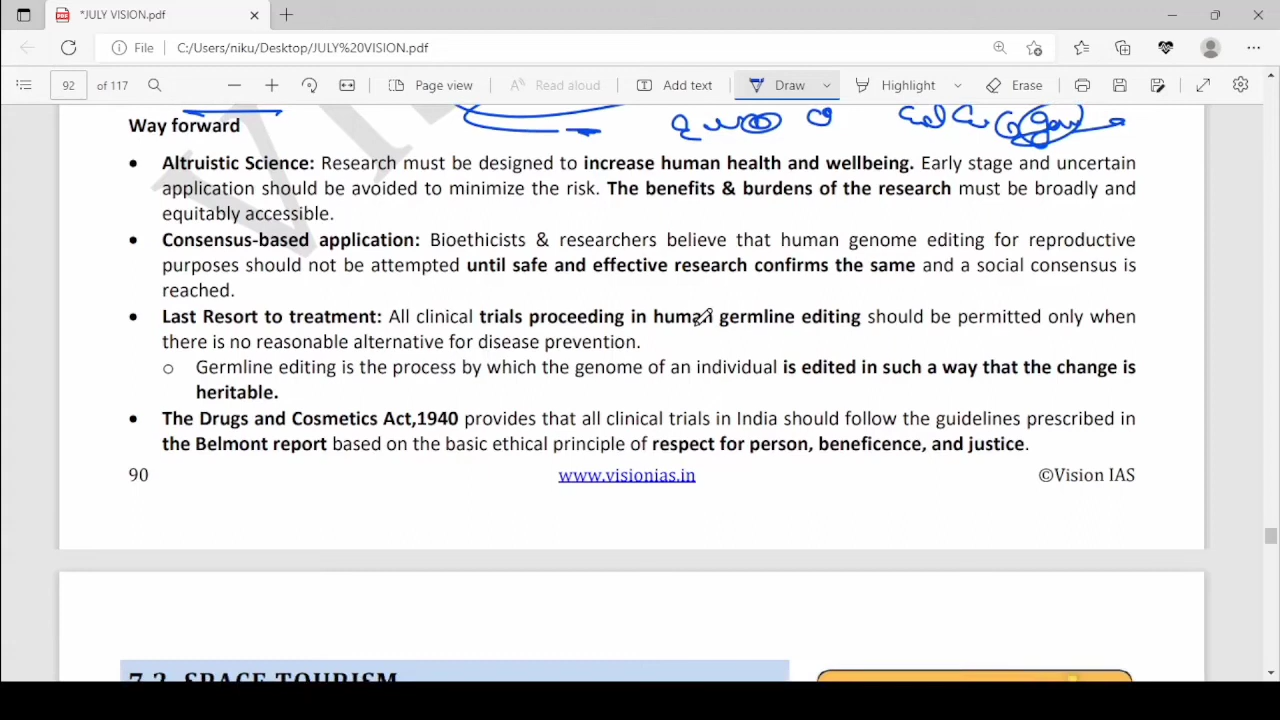 *JULY VISION.pdf
File
C:/Users/niku/Desktop/JULY%20VISION.pdf
92 of 117
Page view
Read aloud
Add text
Draw
Highlight
Erase
Way forward
• Altruistic Science: Research must be designed to increase human health and wellbeing. Early stage and uncertain
application should be avoided to minimize the risk. The benefits & burdens of the research must be broadly and
equitably accessible.
• Consensus-based application: Bioethicists & researchers believe that human genome editing for reproductive
purposes should not be attempted until safe and effective research confirms the same and a social consensus is
reached.
• Last Resort to treatment: All clinical trials proceeding in human germline editing should be permitted only when
there is no reasonable alternative for disease prevention.
o Germline editing is the process by which the genome of an individual is edited in such a way that the change is
heritable.
• The Drugs and Cosmetics Act,1940 provides that all clinical trials in India should follow the guidelines prescribed in
the Belmont report based on the basic ethical principle of respect for person, beneficence, and justice.
90 www.visionias.in ©Vision IAS
7.2. SPACE TOURISM